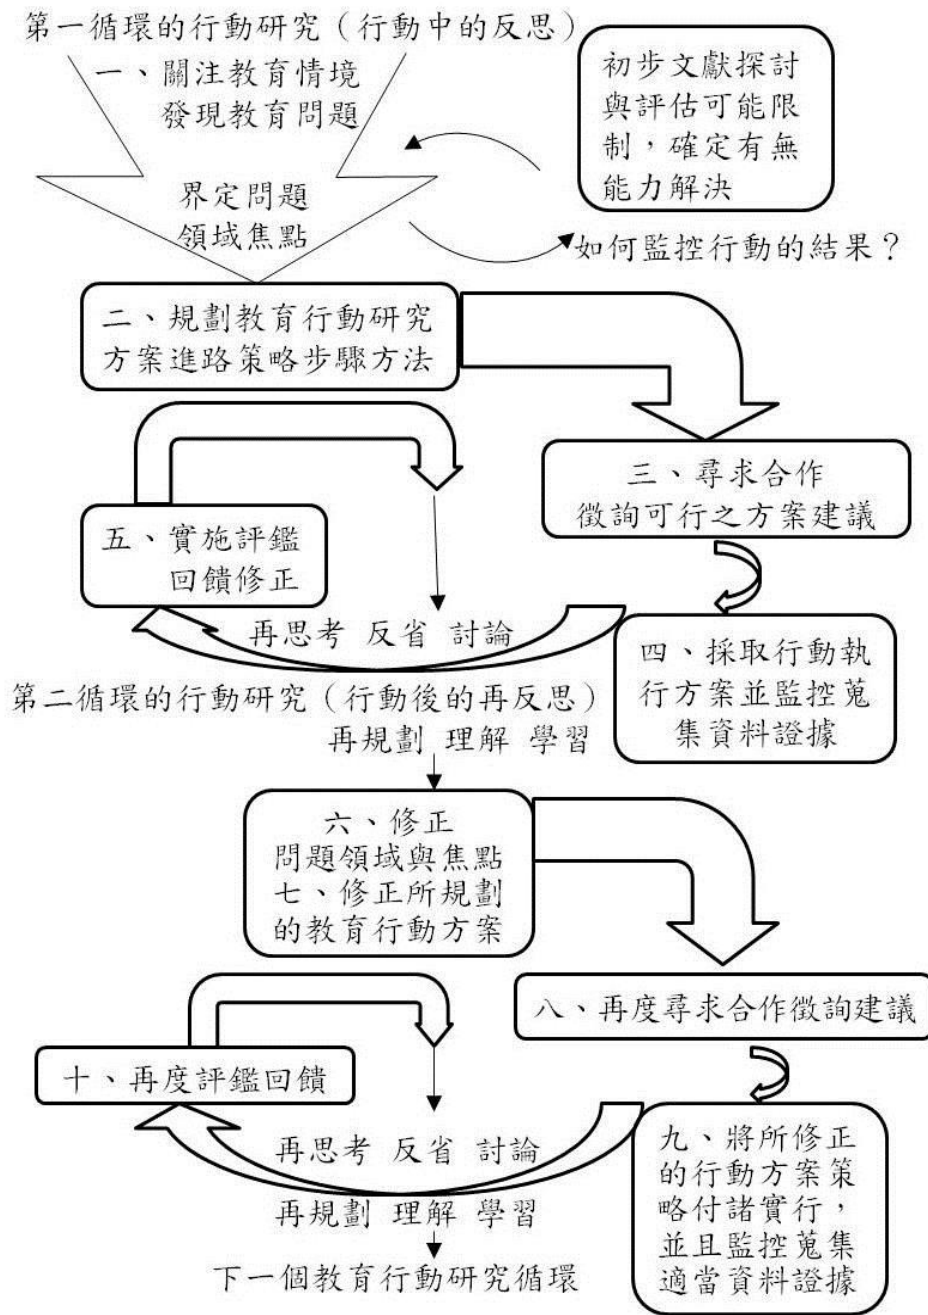 第一循環的行動研究（行動中的反思）
一、關注教育情境
發現教育問題
界定問題
領域焦點
初步文獻探討
與評估可能限
制，確定有無
能力解決
如何監控行動的結果？
二、規劃教育行動研究
方案進路策略步驟方法
三、尋求合作
徵詢可行之方案建議
五、實施評鑑
回饋修正
再思考 反省 討論
四、採取行動執
行方案並監控蒐
集資料證據
第二循環的行動研究（行動後的再反思）
再規劃 理解 學習
六、修正
問題領域與焦點
七、修正所規劃
的教育行動方案
八、再度尋求合作徵詢建議
十、再度評鑑回饋
再思考 反省 討論
九、將所修正
的行動方案策
略付諸實行，
並且監控蒐集
適當資料證據
再規劃 理解 學習
下一個教育行動研究循環